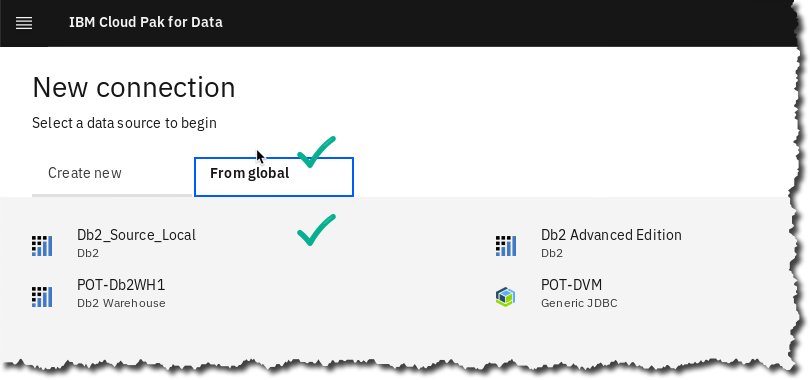 IBM Cloud Pak for Data
New connection
Select a data source to begin
Create new
From global
Db2_Source_Local
Db2
Db2 Advanced Edition
Db2
POT-Db2WH1
Db2 Warehouse
POT-DVM
Generic JDBC